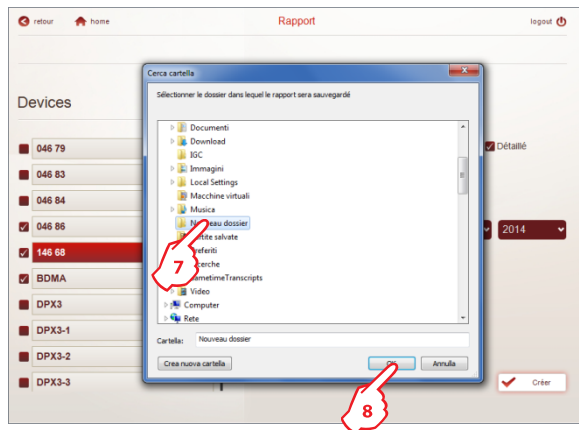 retour
home
Rapport
logout
Cerca cartella
Sélectionner le dossier dans lequel le rapport sera sauvegardé
Devices
046 79
046 83
046 84
046 86
146 68
BDMA
DPX3
DPX3-1
DPX3-2
DPX3-3
Documenti
Download
IGC
Immagini
Local Settings
Macchine virtuali
Musica
Nouveau dossier
salvate
SametimeTranscripts
Video
Computer
Rete
7
Cartella: Nouveau dossier
Crea nuova cartella
OK
Annulla
8
Détaillé
2014
Créer